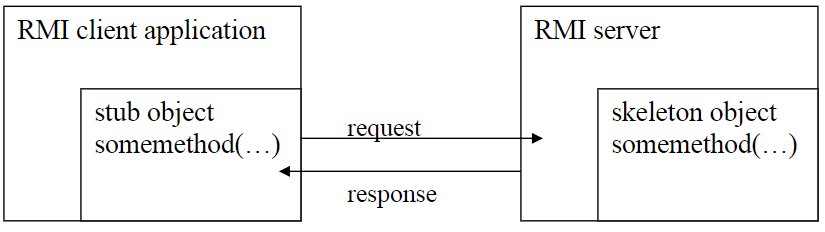 RMI client application
stub object
somemethod(…)
request
response
RMI server
skeleton object
somemethod(…)